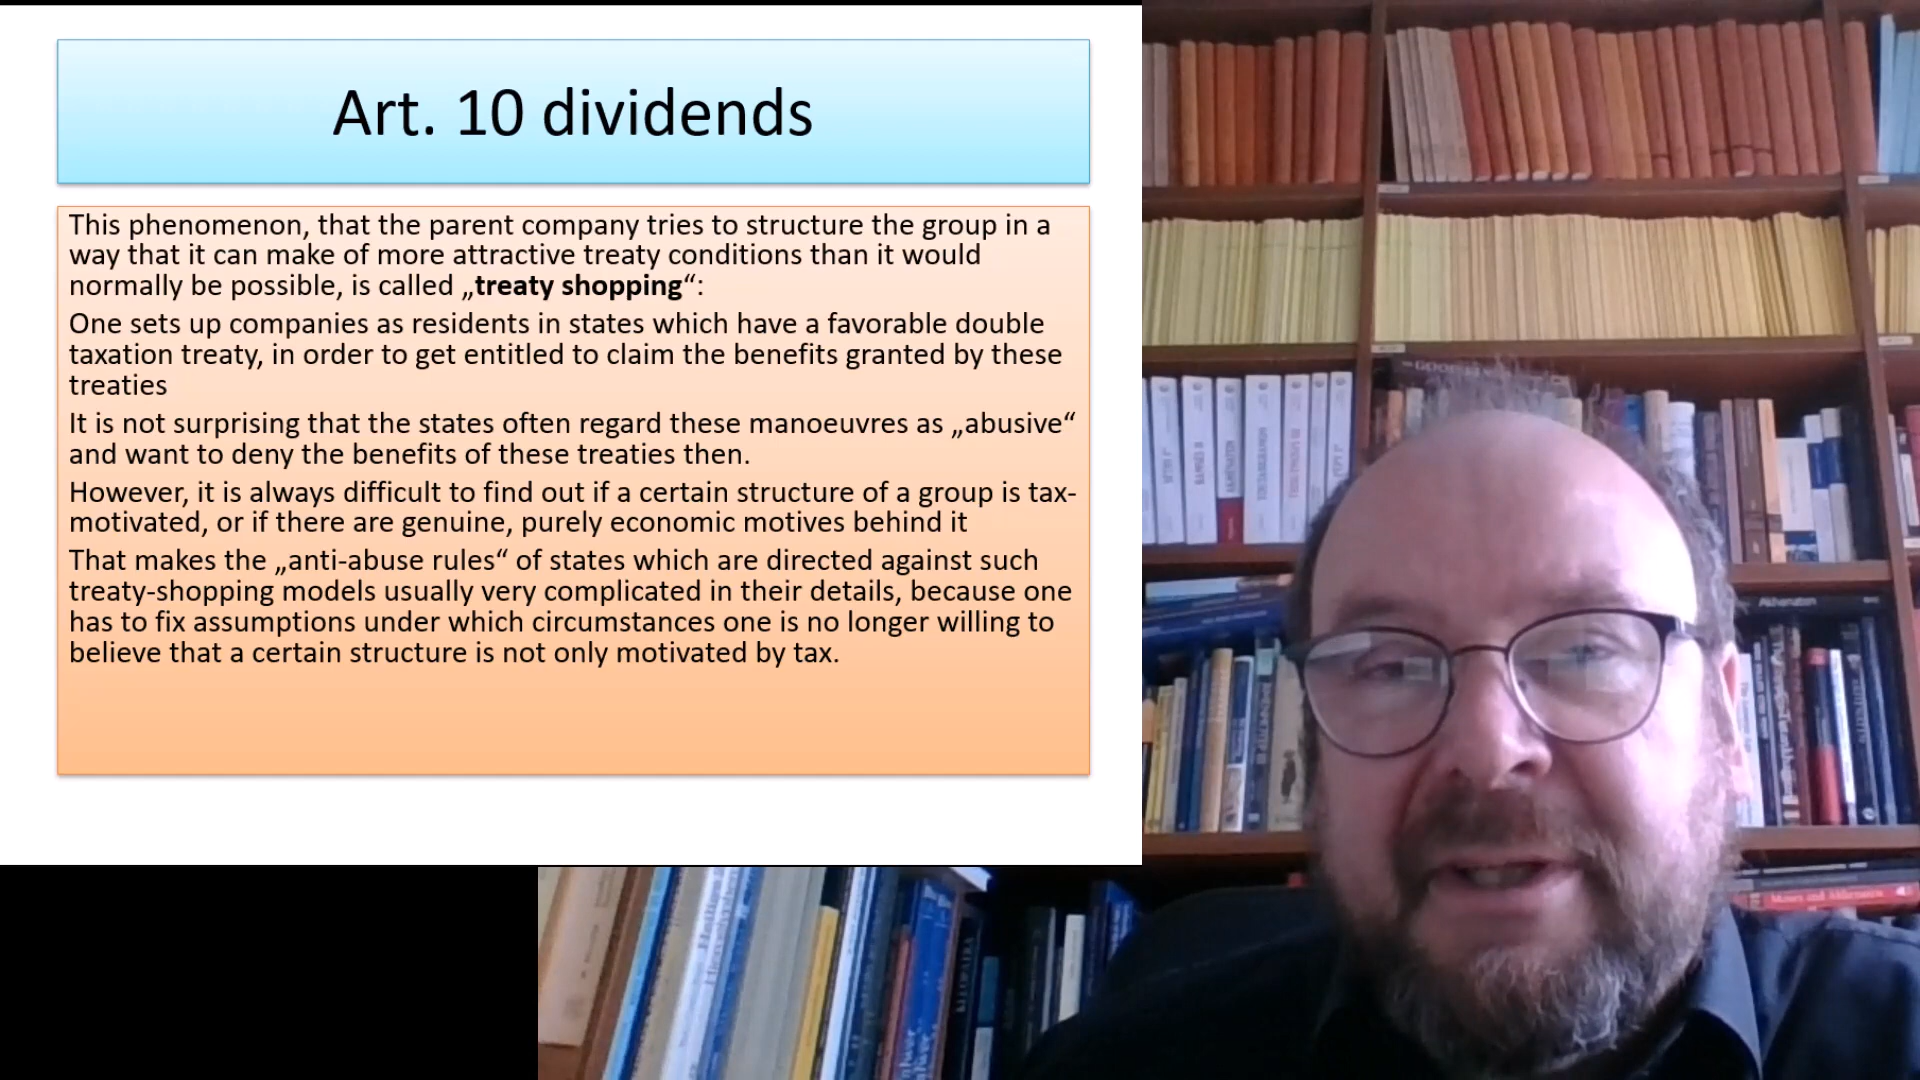 Art. 10 dividends
This phenomenon, that the parent company tries to structure the group in a
way that it can make of more attractive treaty conditions than it would
normally be possible, is called „treaty shopping“:
One sets up companies as residents in states which have a favorable double
taxation treaty, in order to get entitled to claim the benefits granted by these
treaties
It is not surprising that the states often regard these manoeuvres as „abusive“
and want to deny the benefits of these treaties then.
However, it is always difficult to find out if a certain structure of a group is tax-
motivated, or if there are genuine, purely economic motives behind it
That makes the „anti-abuse rules“ of states which are directed against such
treaty-shopping models usually very complicated in their details, because one
has to fix assumptions under which circumstances one is no longer willing to
believe that a certain structure is not only motivated by tax.
Akhenaten
KLEOPATRA